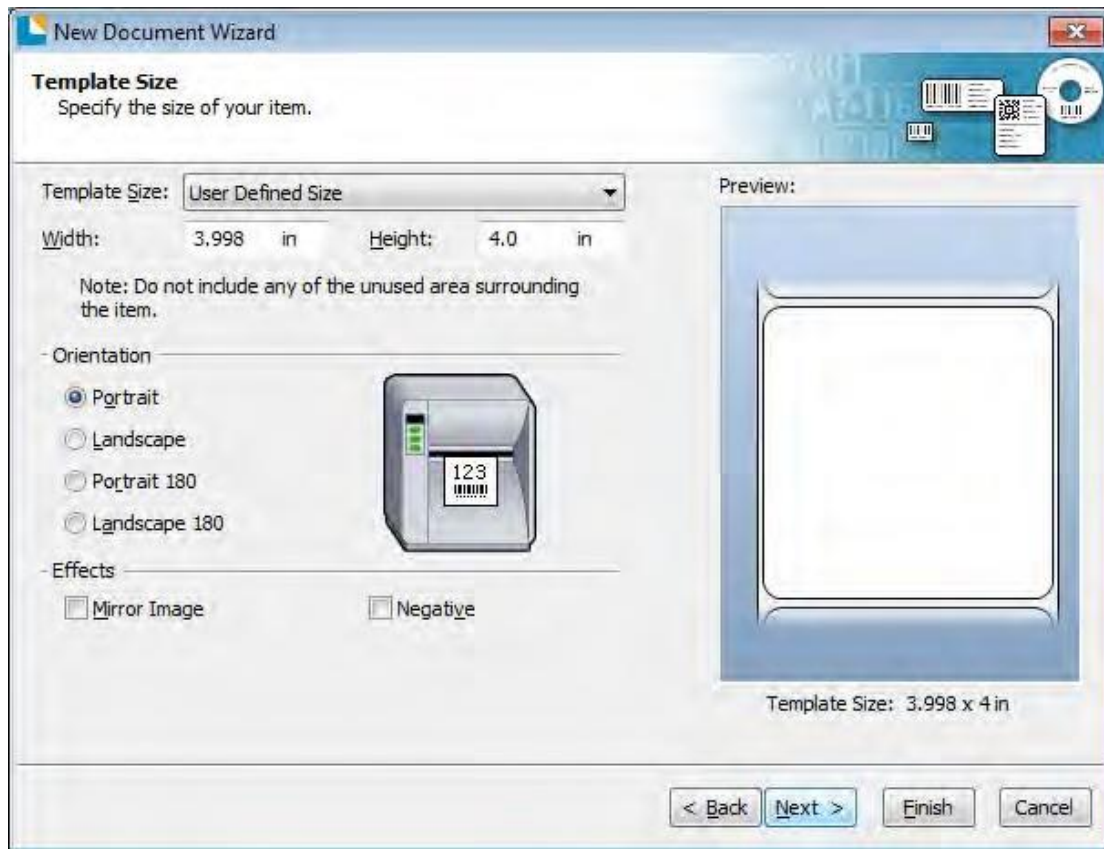 New Document Wizard
Template Size
Specify the size of your item.
Template Size: User Defined Size
Preview:
Width: 3.998 in Height: 4.0 in
Note: Do not include any of the unused area surrounding
the item.
Orientation
Portrait
Landscape
Portrait 180
Landscape 180
123
Effects
Mirror Image Negative
Template Size: 3.998 x 4 in
< Back Next > Finish Cancel